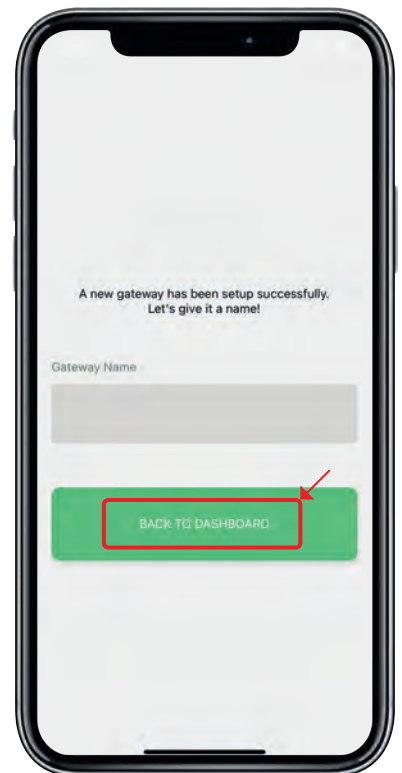 A new gateway has been setup successfully.
Let's give it a name!
Gateway Name
BACK TO DASHBOARD